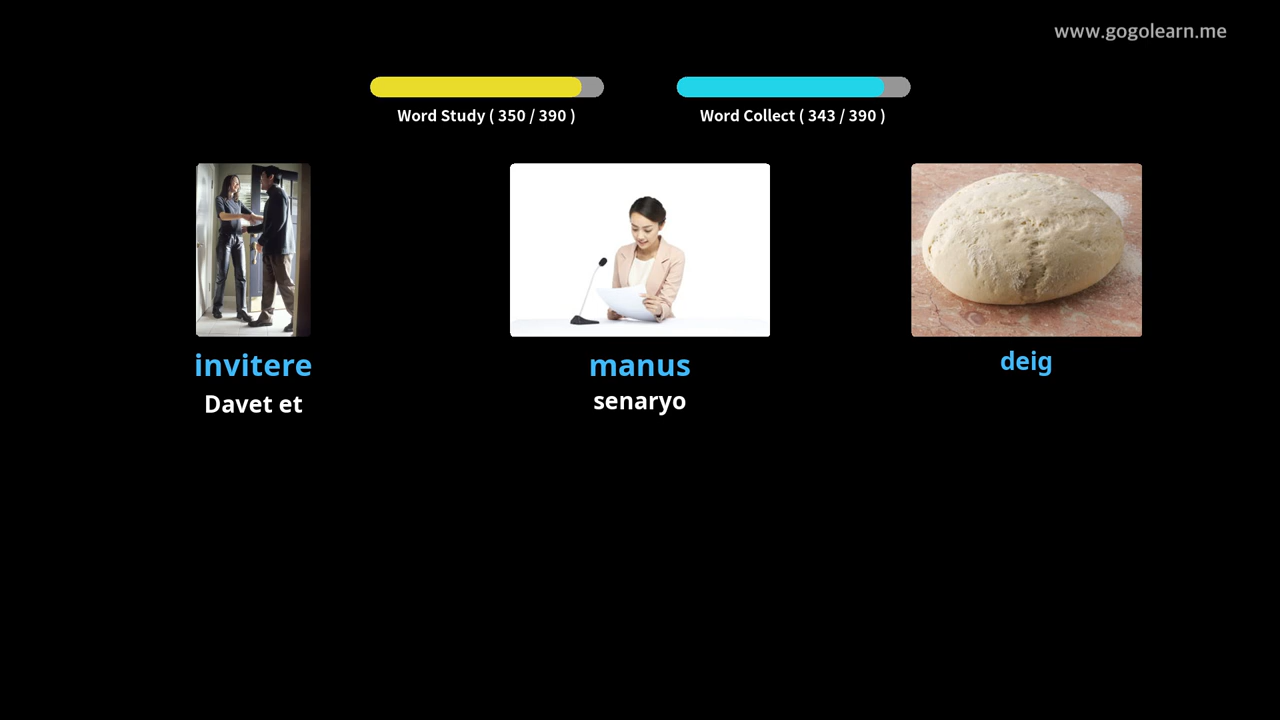 www.gogolearn.me
Word Study ( 350 / 390 )
Word Collect ( 343 / 390 )
invitere
manus
deig
Davet et
senaryo